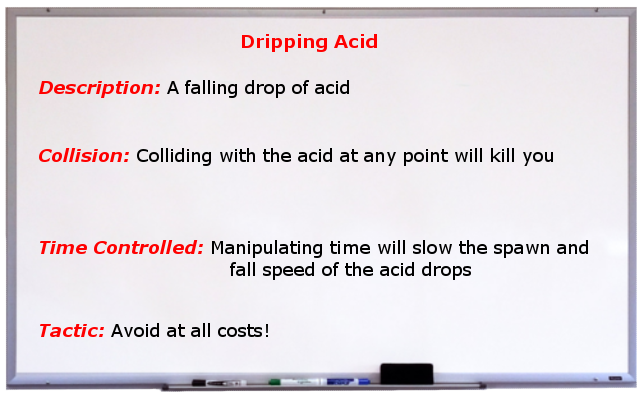 Dripping Acid
Description: A falling drop of acid
Collision: Colliding with the acid at any point will kill you
Time Controlled: Manipulating time will slow the spawn and
fall speed of the acid drops
Tactic: Avoid at all costs!